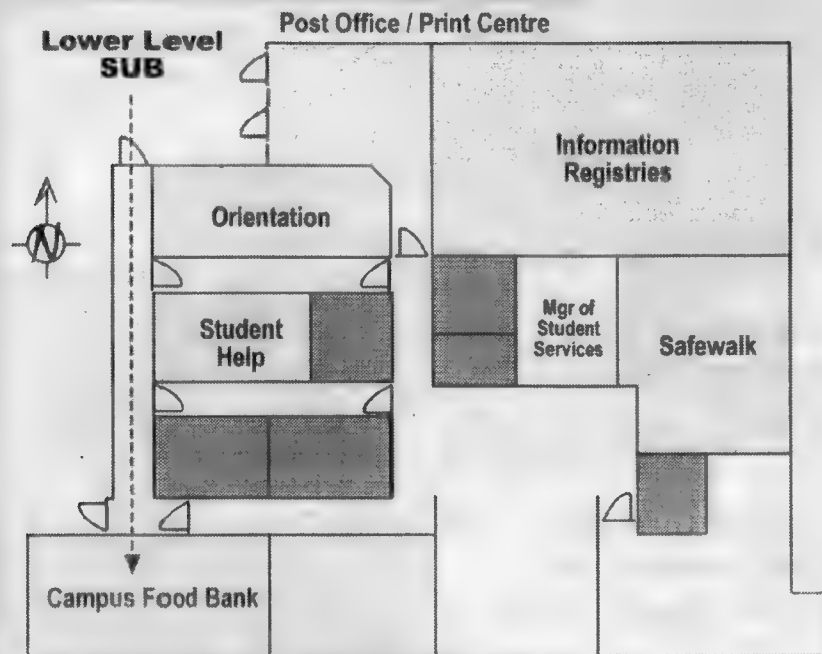 Post Office / Print Centre
Lower Level
SUB
Information
Registries
Orientation
N
Mgr of
Student
Services
Safewalk
Student
Help
Campus Food Bank